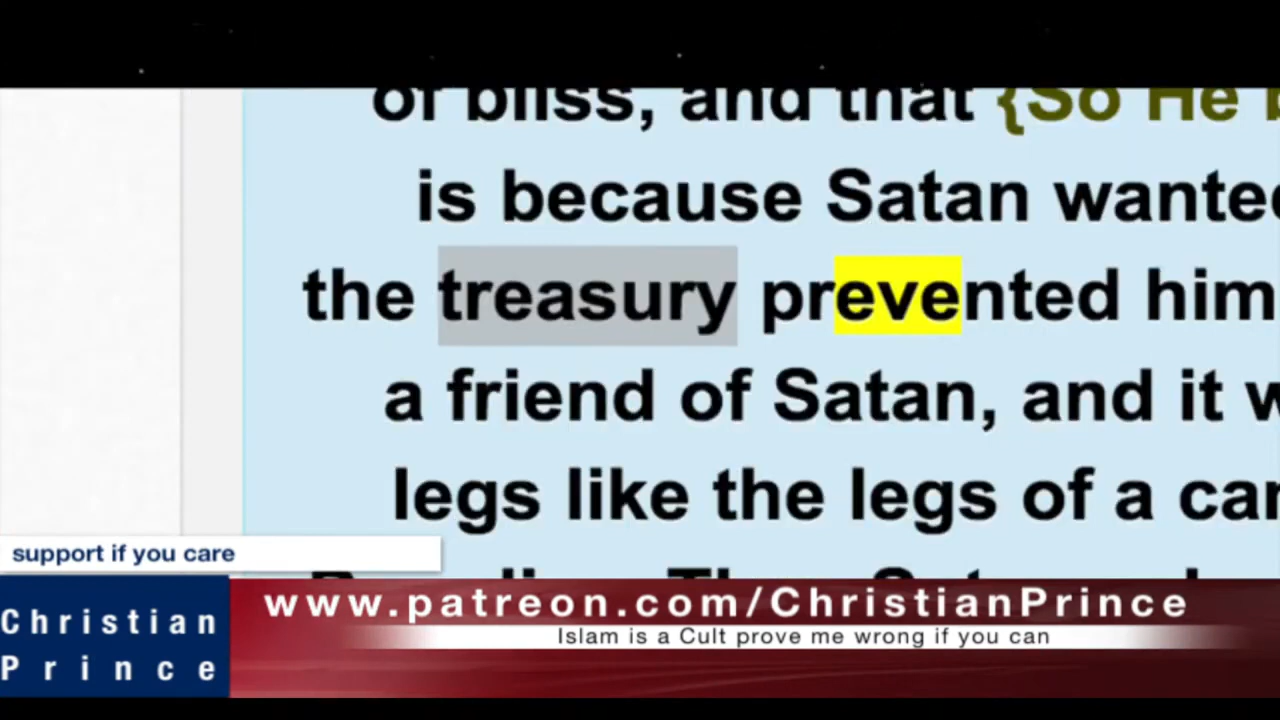 of bliss, and that {So He
is because Satan wanted
the treasury prevented him
a friend of Satan, and it
legs like the legs of a
support if you care
Christian
Prince
www.patreon.com/ChristianPrince
Islam is a Cult prove me wrong if you can